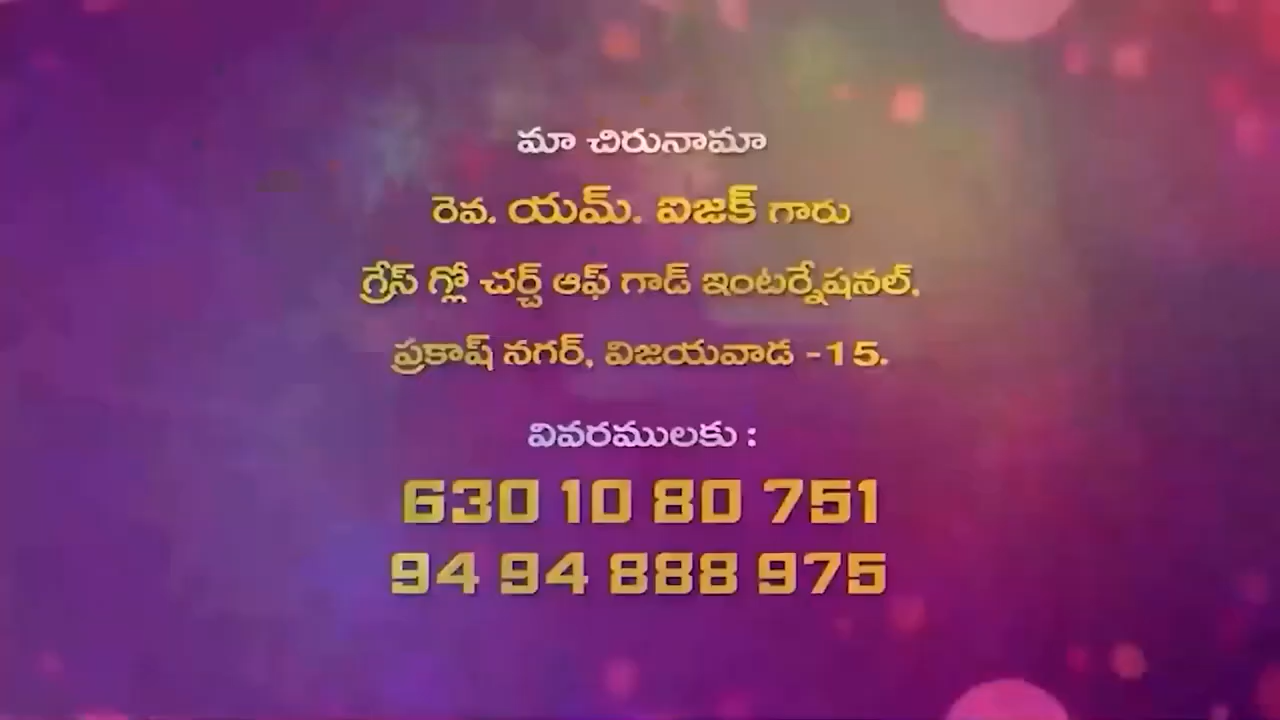 మా చిరునామా
రెవ. యమ్. ఐజక్ గారు
గ్రేస్ గ్లో చర్చ్ ఆఫ్ గాడ్ ఇంటర్నేషనల్.
ప్రకాష్ నగర్, విజయవాడ -15.
వివరములకు :
630 10 80 751
94 94 888 975